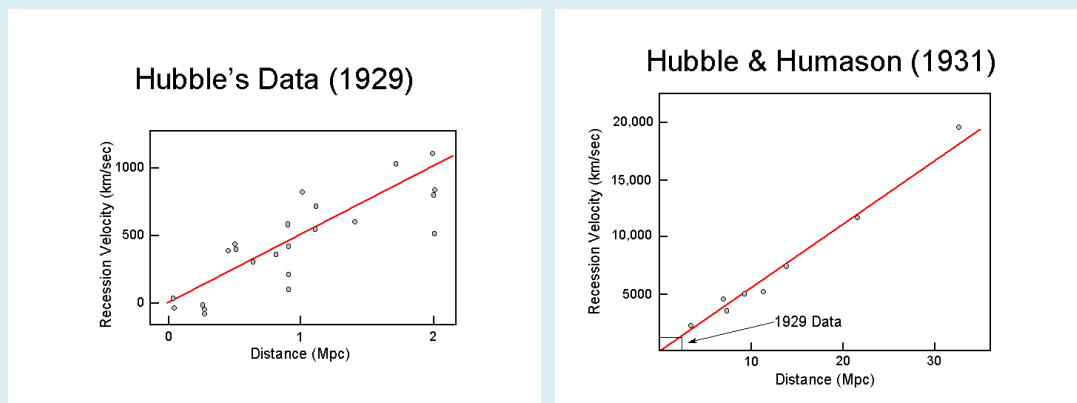 Hubble's Data (1929)
Recession Velocity (km/sec)
1000
500
0
0 1 2
Distance (Mpc)
Hubble & Humason (1931)
Recession Velocity (km/sec)
20,000
15,000
10,000
5000
1929 Data
10 20 30
Distance (Mpc)